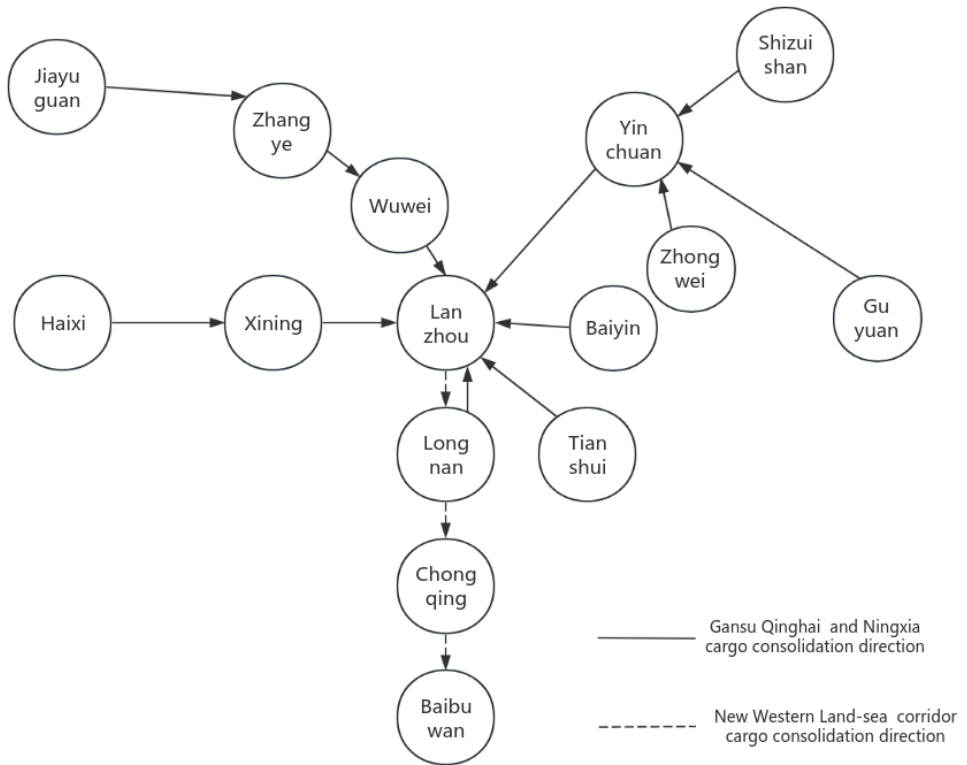 Shizui
shan
Jiayu
guan
Zhang
ye
Yin
chuan
Wuwei
Zhong
wei
Haixi
Xining
Lan
zhou
Baiyin
Gu
yuan
Long
nan
Tian
shui
Chong
qing
Gansu Qinghai and Ningxia
cargo consolidation direction
Baibu
wan
New Western Land-sea corridor
cargo consolidation direction